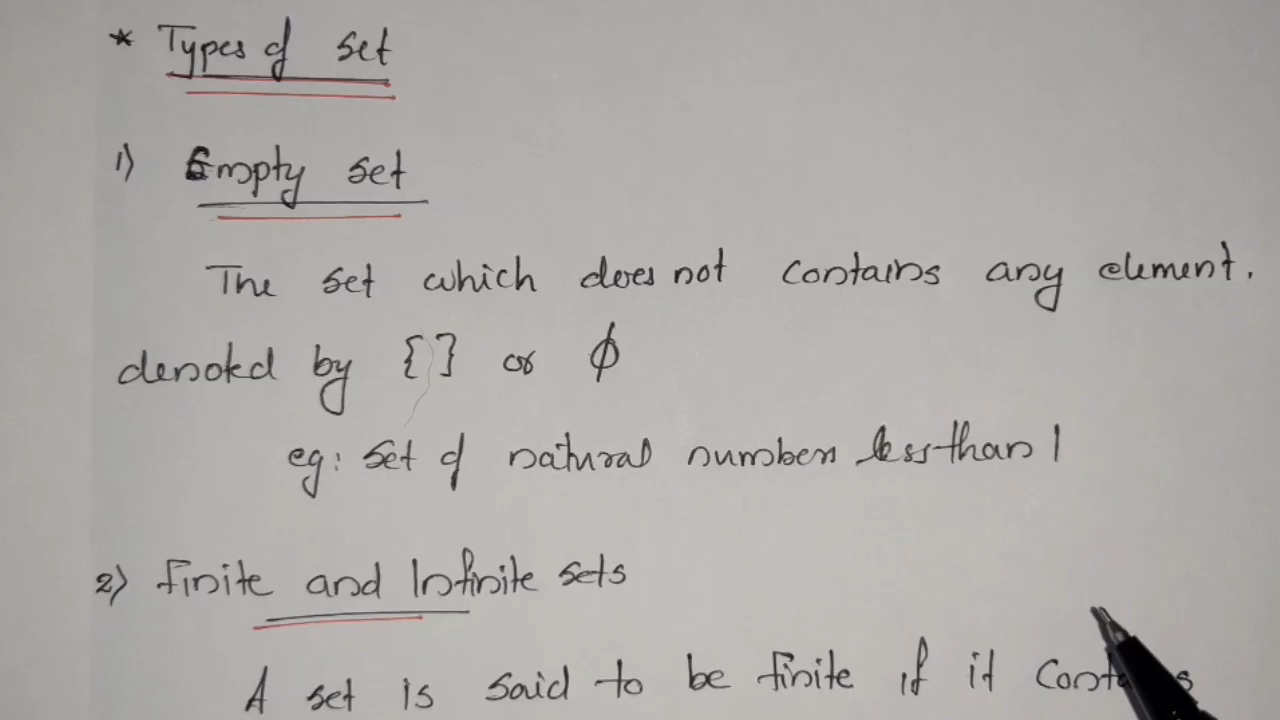 * Types of set
1) Empty set
The set which does not contains any element.
denoted by { } or ϕ
eg: set of natural numbers less than 1
2) Finite and Infinite sets
A set is said to be finite if it